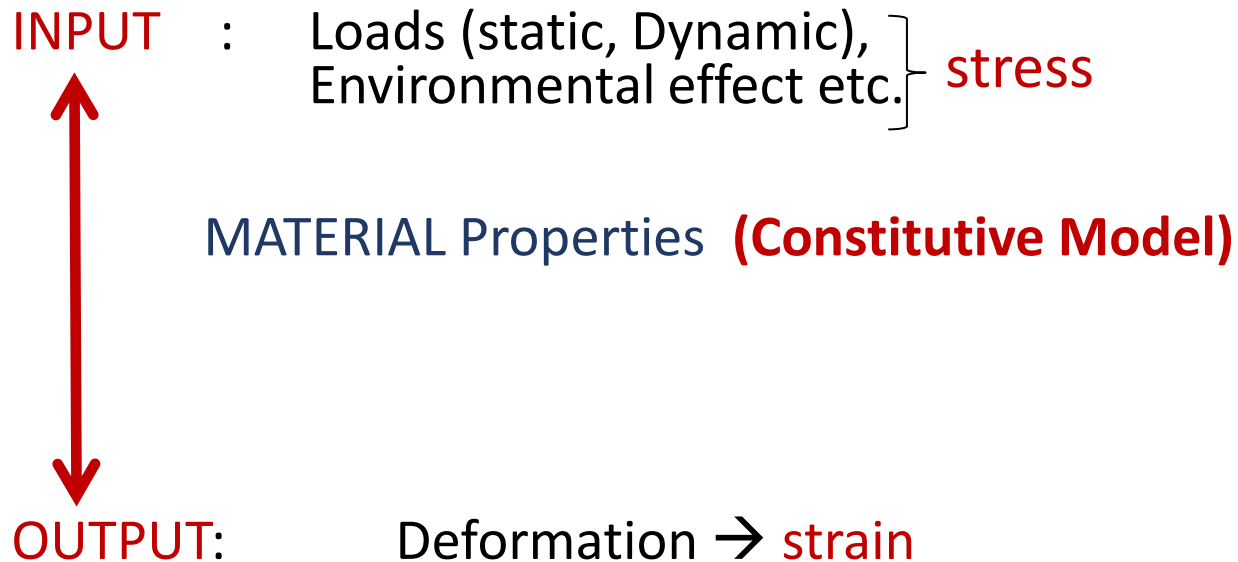 INPUT : Loads (static, Dynamic),
Environmental effect etc.
stress
MATERIAL Properties (Constitutive Model)
OUTPUT: Deformation → strain